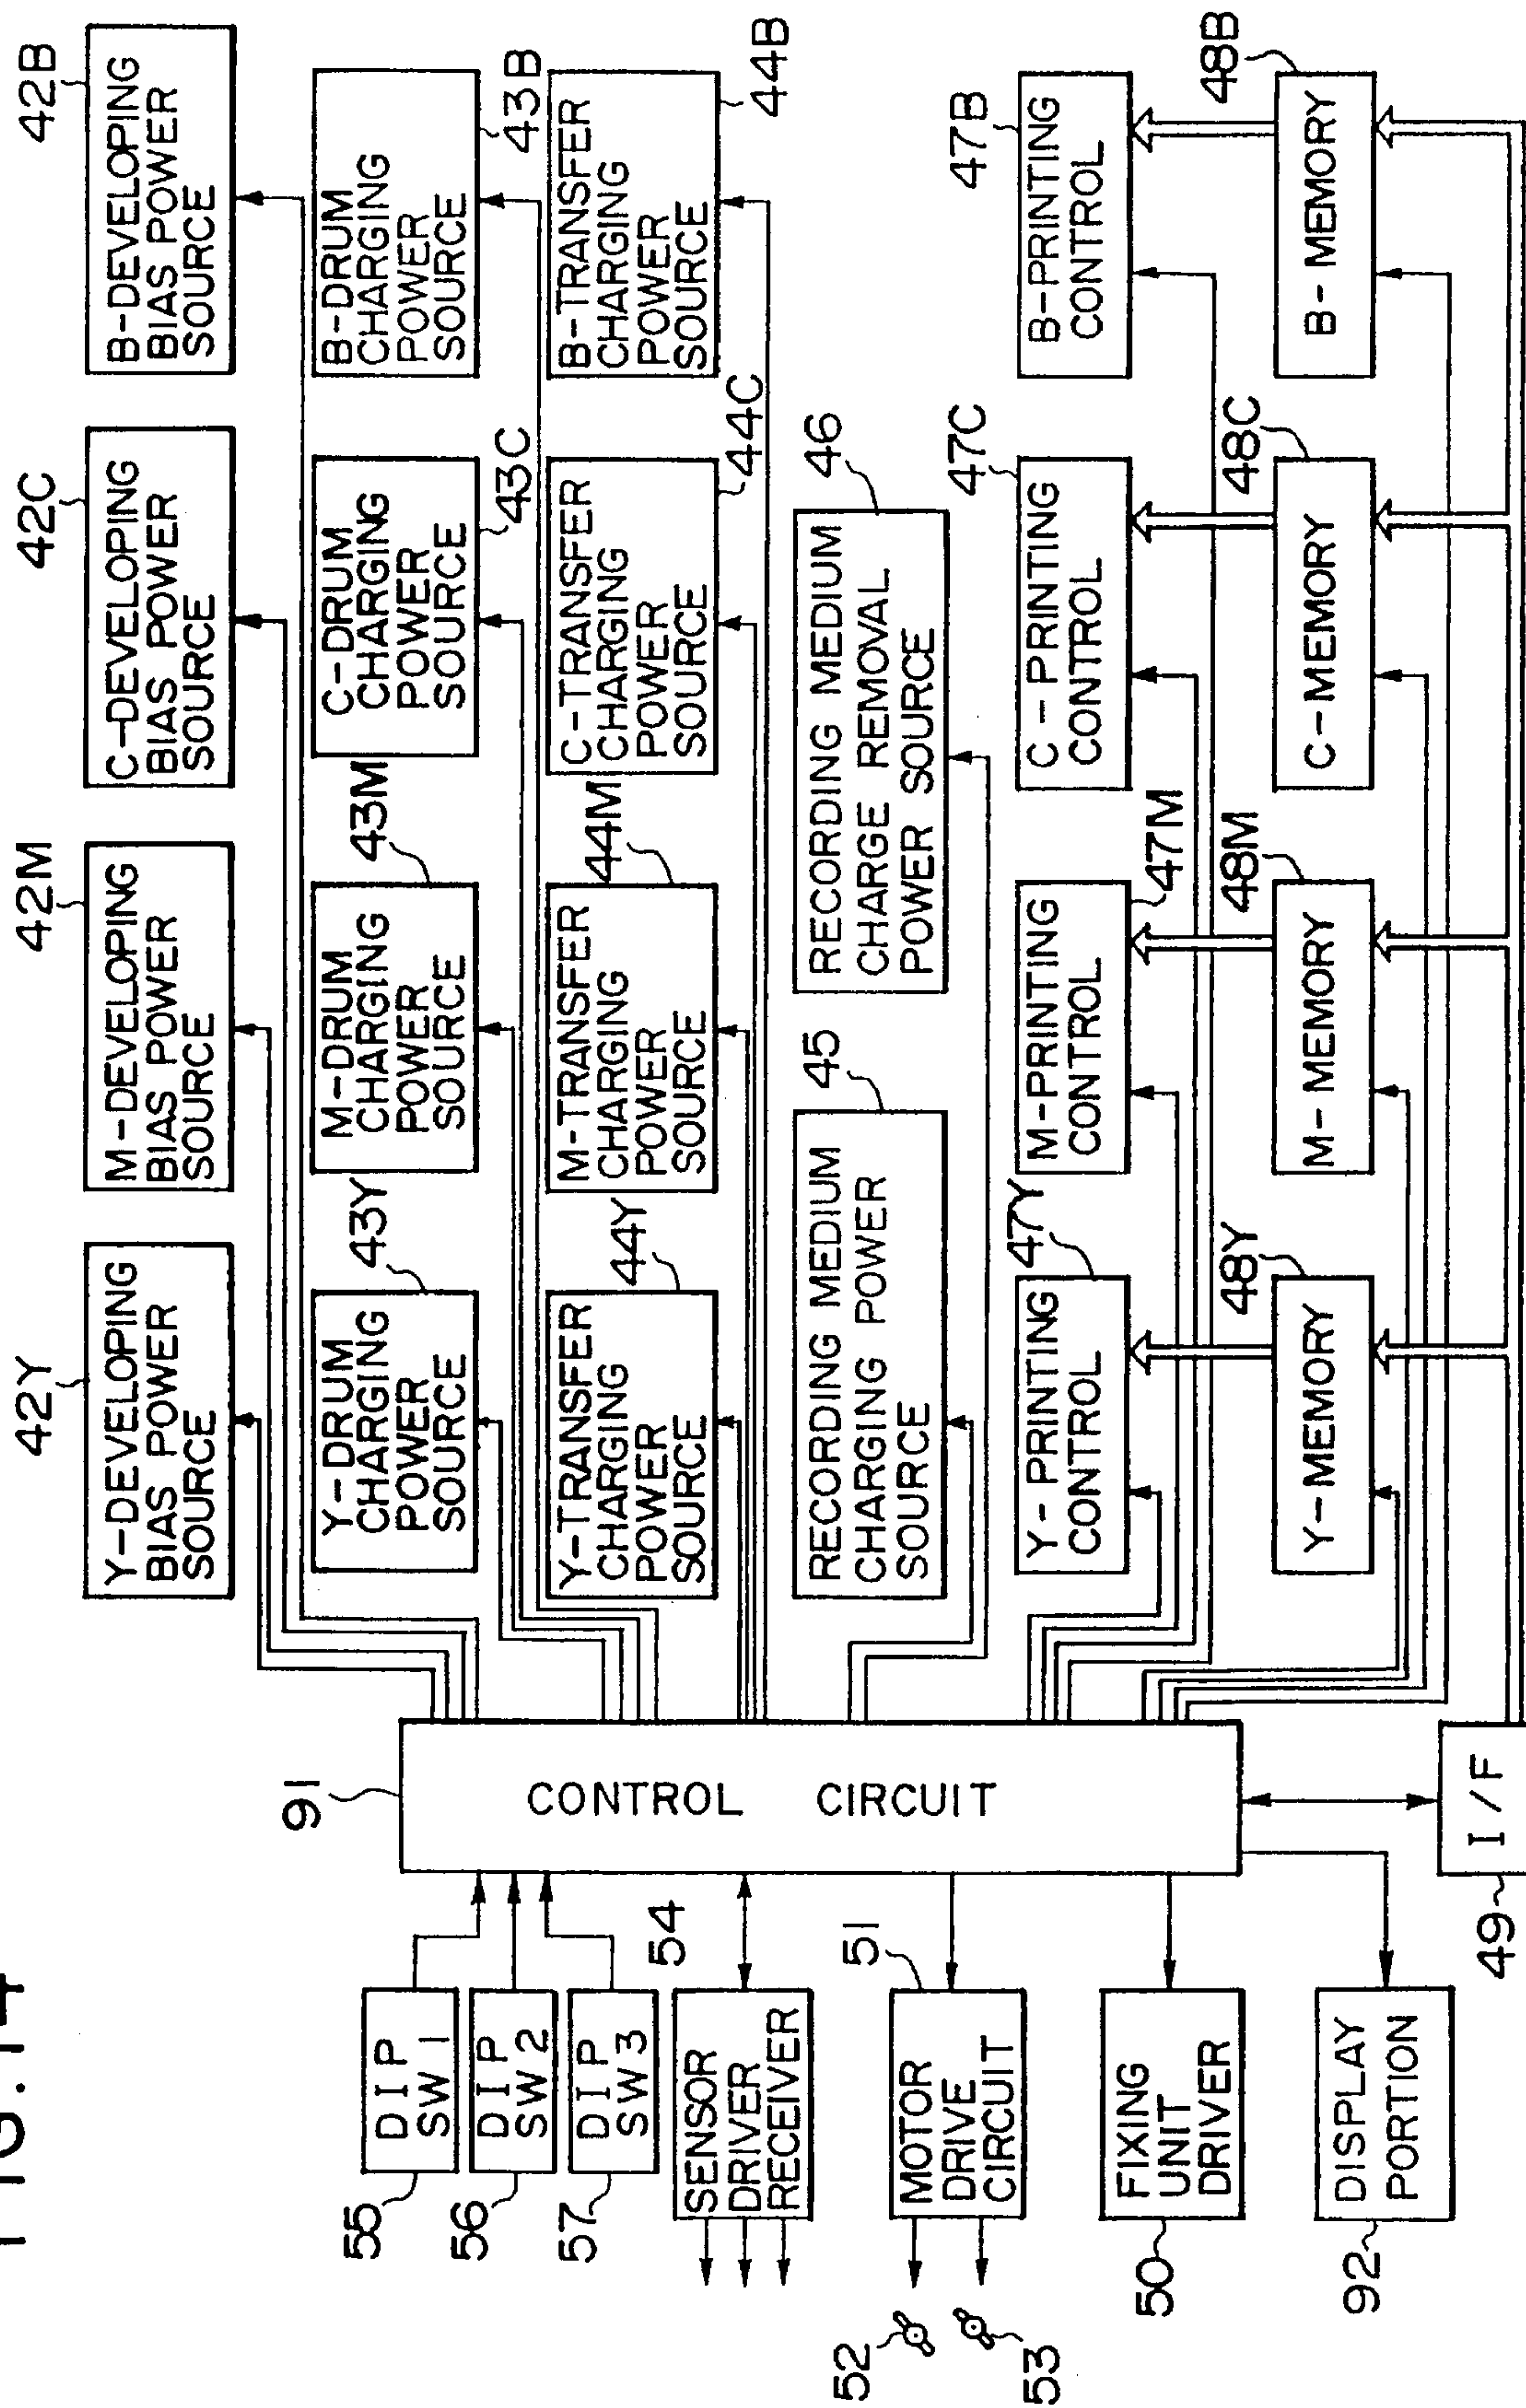 FIG.14
42Y
Y-DEVELOPING
BIAS POWER
SOURCE
42M
M-DEVELOPING
BIAS POWER
SOURCE
42C
C-DEVELOPING
BIAS POWER
SOURCE
42B
B-DEVELOPING
BIAS POWER
SOURCE
43Y
Y-DRUM
CHARGING
POWER
SOURCE
43M
M-DRUM
CHARGING
POWER
SOURCE
43C
C-DRUM
CHARGING
POWER
SOURCE
43B
B-DRUM
CHARGING
POWER
SOURCE
44Y
Y-TRANSFER
CHARGING
POWER
SOURCE
44M
M-TRANSFER
CHARGING
POWER
SOURCE
44C
C-TRANSFER
CHARGING
POWER
SOURCE
44B
B-TRANSFER
CHARGING
POWER
SOURCE
45
RECORDING MEDIUM
CHARGING POWER
SOURCE
46
RECORDING MEDIUM
CHARGE REMOVAL
POWER SOURCE
47Y
Y-PRINTING
CONTROL
47M
M-PRINTING
CONTROL
47C
C-PRINTING
CONTROL
47B
B-PRINTING
CONTROL
48Y
Y-MEMORY
48M
M-MEMORY
48C
C-MEMORY
48B
B-MEMORY
91
CONTROL CIRCUIT
49
I/F
55
DIP
SW1
56
DIP
SW2
57
DIP
SW3
54
SENSOR
DRIVER
RECEIVER
51
MOTOR
DRIVE
CIRCUIT
52
53
50
FIXING
UNIT
DRIVER
92
DISPLAY
PORTION